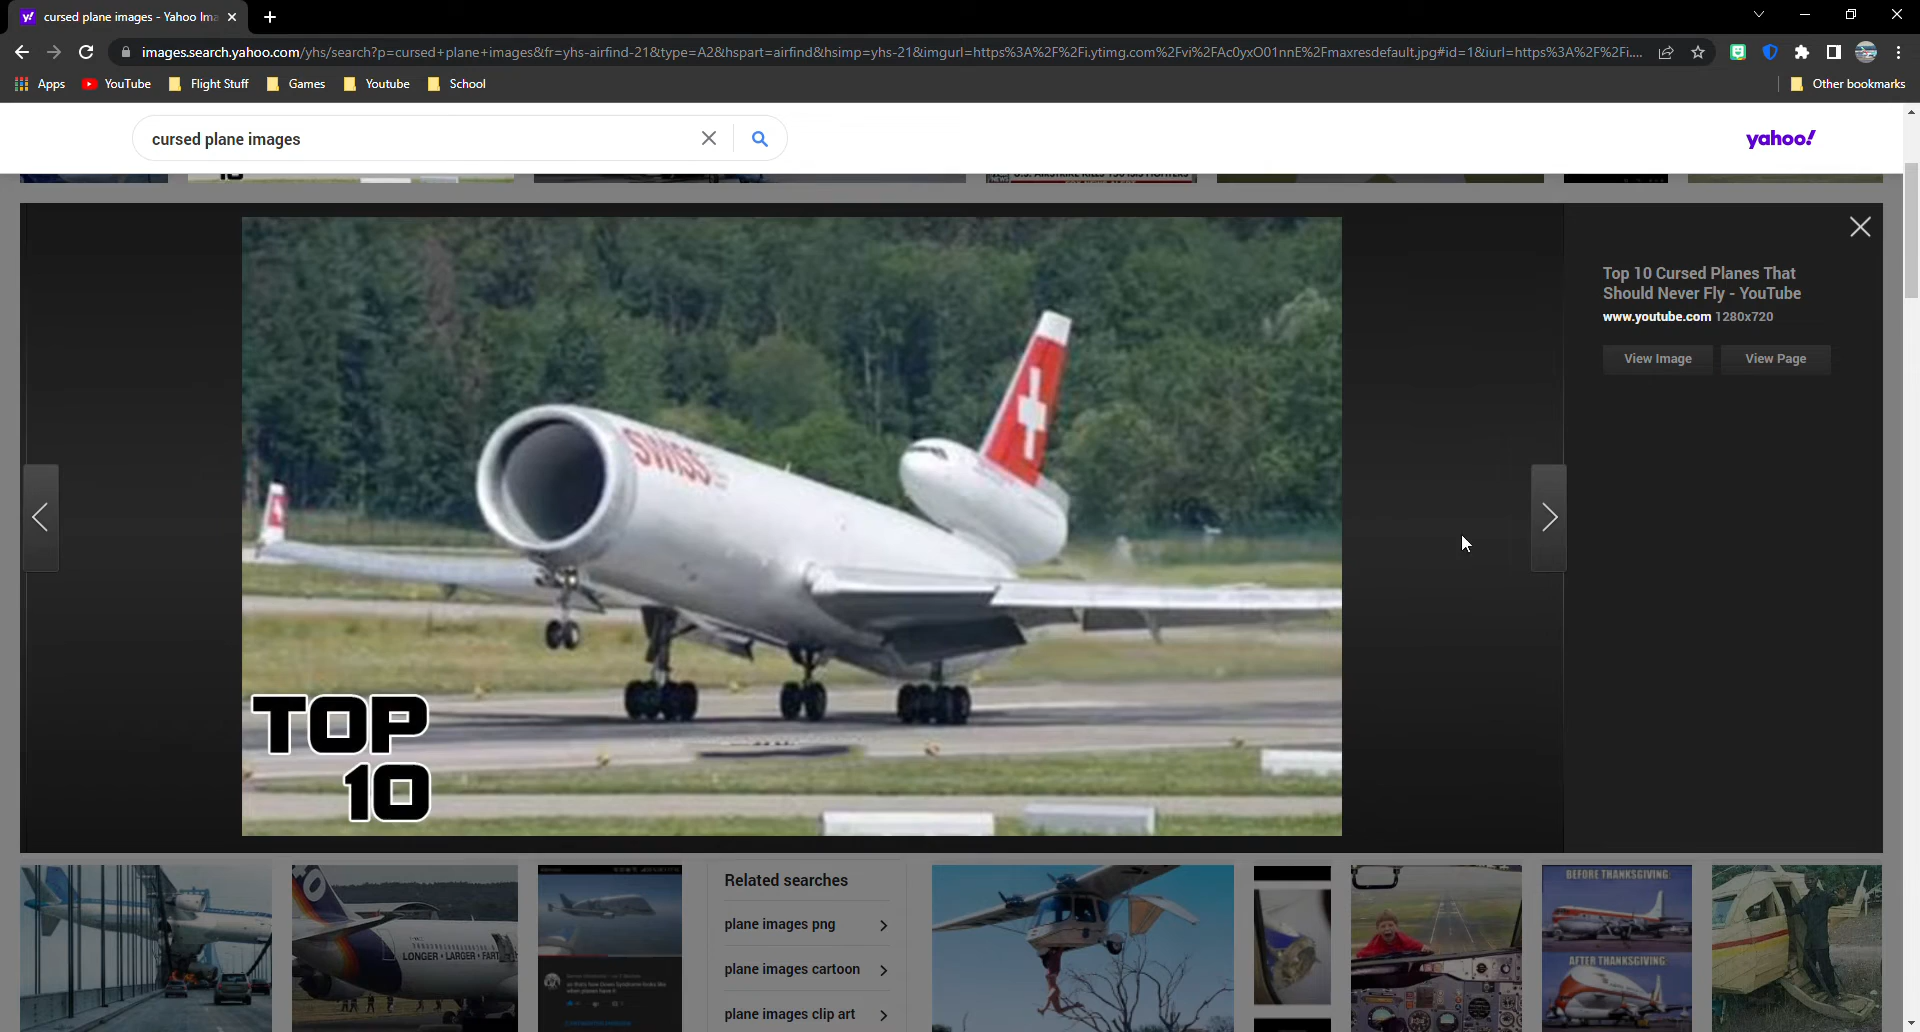 cursed plane images - Yahoo Ima
images.search.yahoo.com/yhs/search?p=cursed+plane+images&fr=yhs-airfind-21&type=A2&hspart=airfind&hsimp=yhs-21&imgurl=https%3A%2F%2Fi.ytimg.com%2Fvi%2FAc0yxO01nnE%2Fmaxresdefault.jpg#id=1&iurl=https%3A%2F%2Fi....
Apps YouTube Flight Stuff Games Youtube School Other bookmarks
cursed plane images
yahoo!
U.S. AIRSTRIKE KILLS 150 ISIS FIGHTERS
Top 10 Cursed Planes That
Should Never Fly - YouTube
www.youtube.com 1280x720
View Image View Page
SWISS
TOP
10
LONGER • LARGER • FART
Related searches
plane images png
plane images cartoon
plane images clip art
BEFORE THANKSGIVING:
AFTER THANKSGIVING: